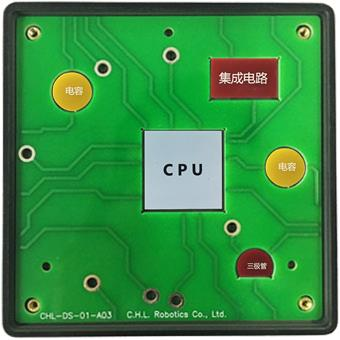 电容
集成电路
CPU
电容
三极管
CHL-DS-01-A03
C.H.L. Robotics Co., Ltd.